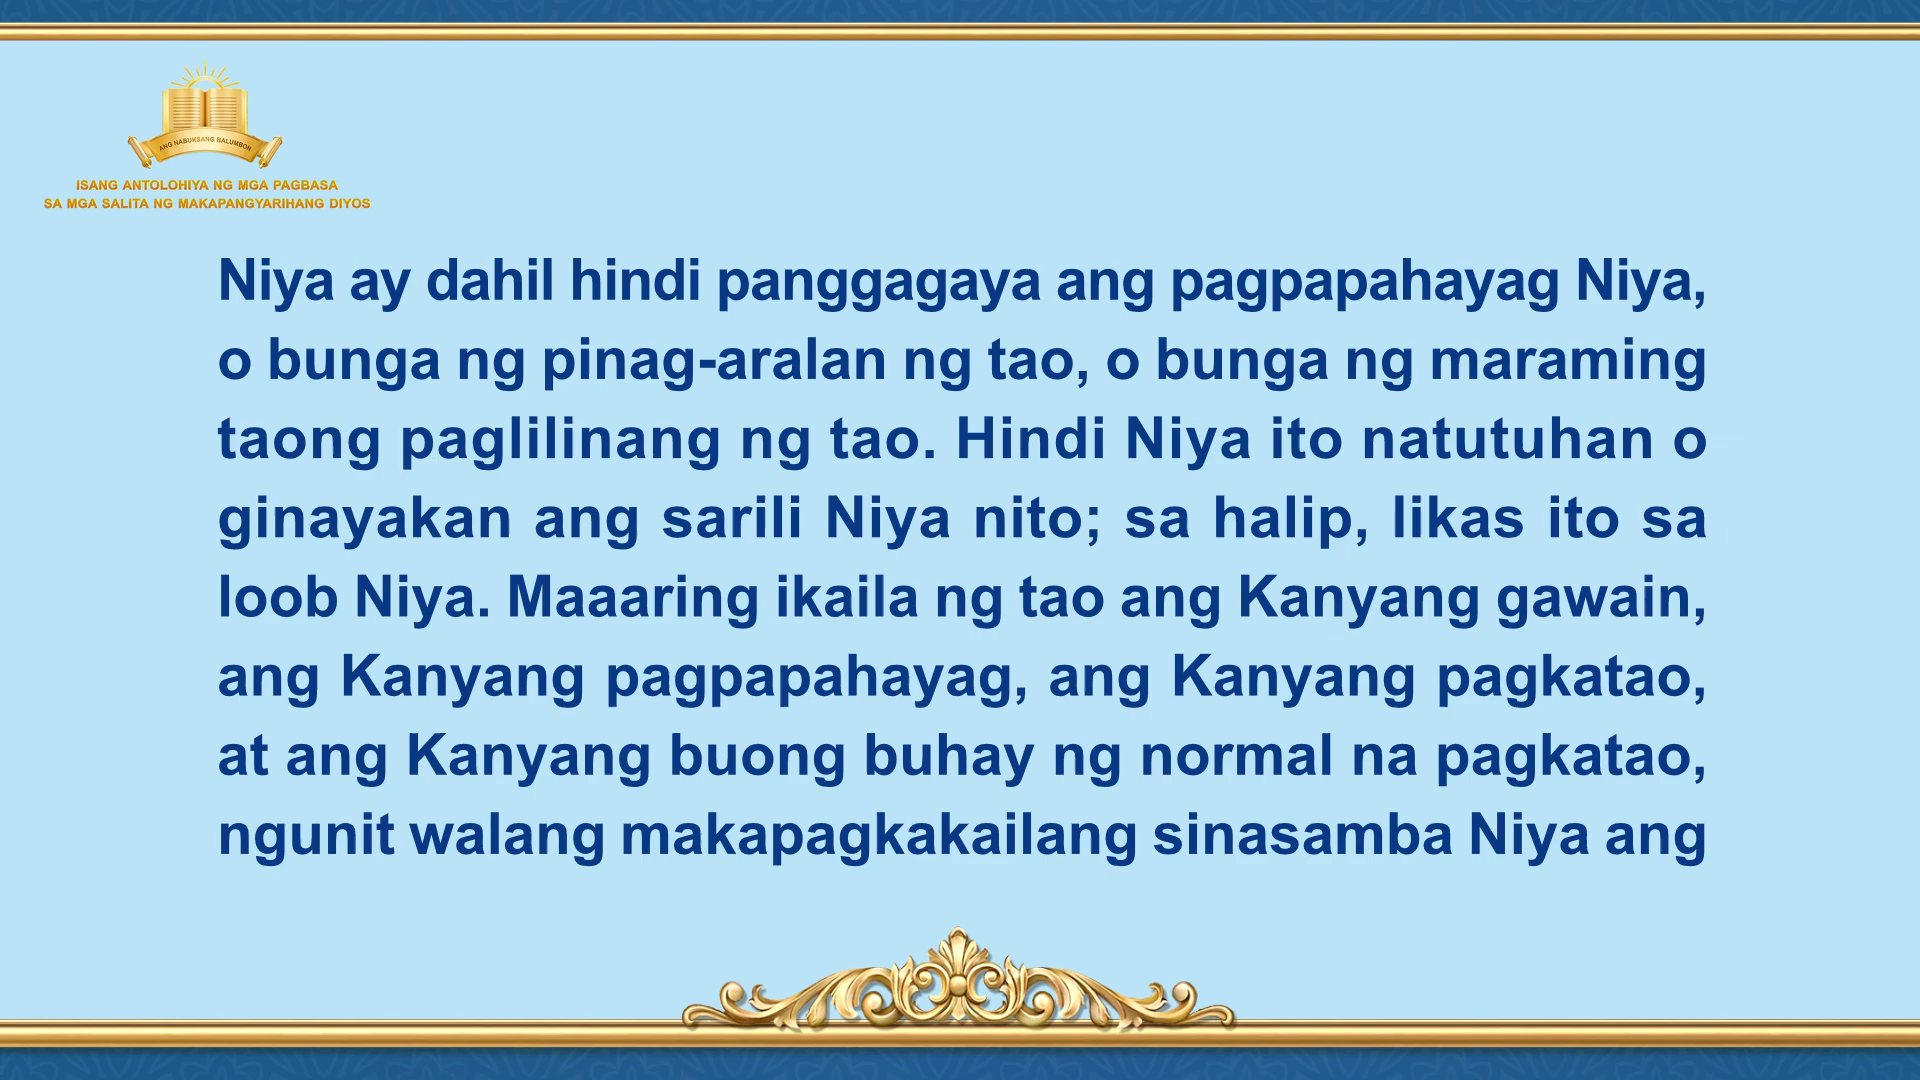 ANG NABUKSANG BALUMBON
ISANG ANTOLOHIYA NG MGA PAGBASA
SA MGA SALITA NG MAKAPANGYARIHANG DIYOS
Niya ay dahil hindi panggagaya ang pagpapahayag Niya,
o bunga ng pinag-aralan ng tao, o bunga ng maraming
taong paglilinang ng tao. Hindi Niya ito natutuhan o
ginayakan ang sarili Niya nito; sa halip, likas ito sa
loob Niya. Maaaring ikaila ng tao ang Kanyang gawain,
ang Kanyang pagpapahayag, ang Kanyang pagkatao,
at ang Kanyang buong buhay ng normal na pagkatao,
ngunit walang makapagkakailang sinasamba Niya ang